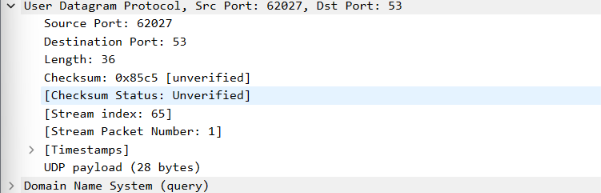 User Datagram Protocol, Src Port: 62027, Dst Port: 53
Source Port: 62027
Destination Port: 53
Length: 36
Checksum: 0x85c5 [unverified]
[Checksum Status: Unverified]
[Stream index: 65]
[Stream Packet Number: 1]
[Timestamps]
UDP payload (28 bytes)
Domain Name System (query)